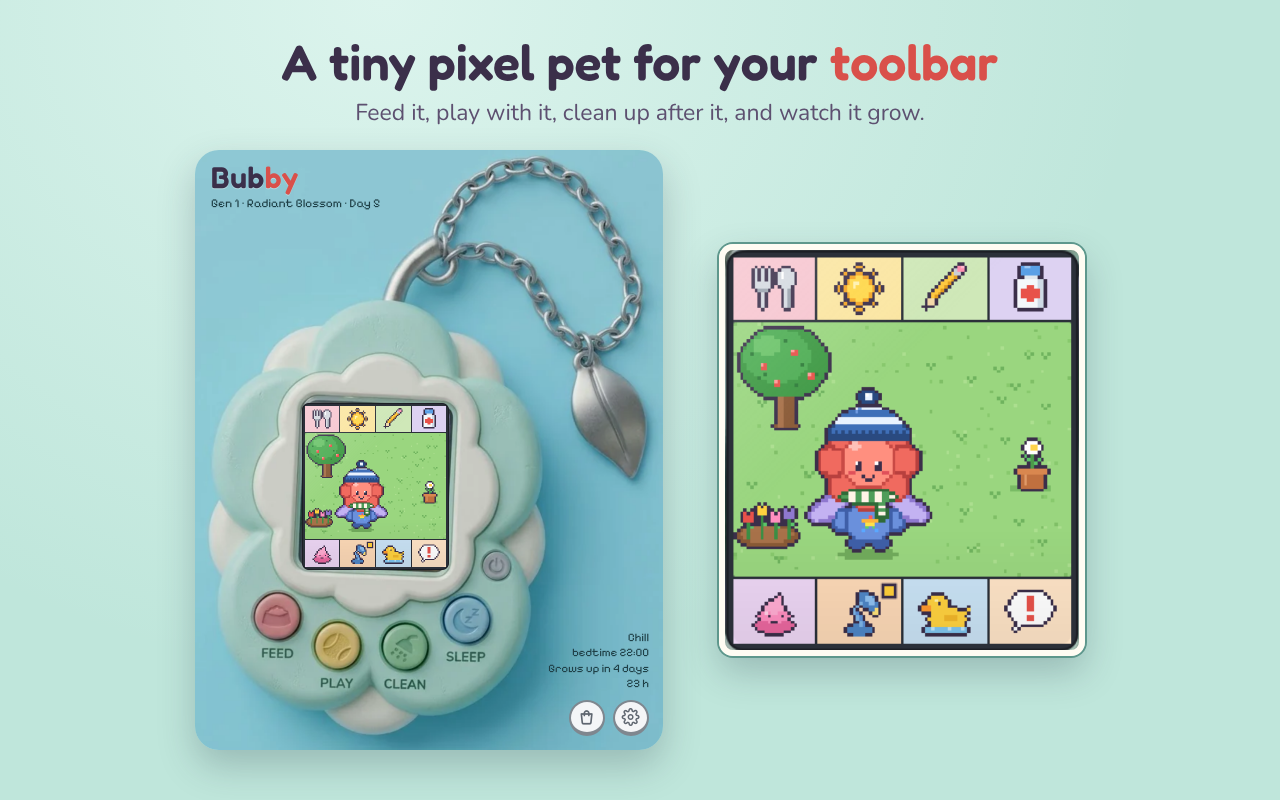 A tiny pixel pet for your toolbar
Feed it, play with it, clean up after it, and watch it grow.
Bubby
Gen 1 · Radiant Blossom · Day 5
FEED
PLAY
CLEAN
SLEEP
Chill
bedtime 22:00
Grows up in 4 days
23 h